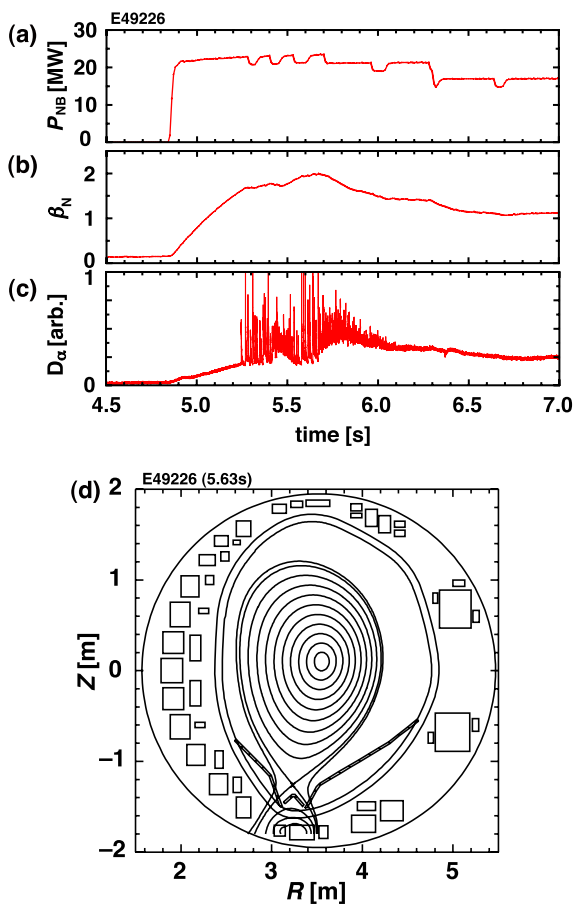 (a)
E49226
30
20
10
0
P_NB [MW]
(b)
2
1
0
β_N
(c)
1
0
D_α [arb.]
4.5 5.0 5.5 6.0 6.5 7.0
time [s]
(d)
E49226 (5.63s)
2
1
0
−1
−2
Z [m]
2 3 4 5
R [m]